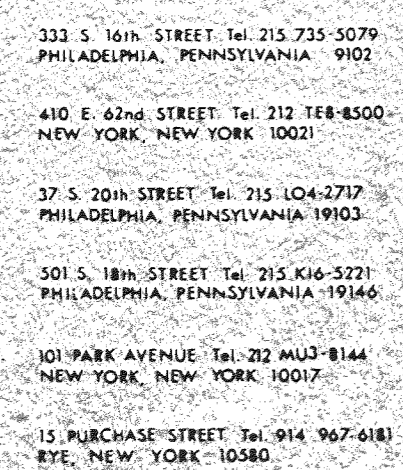 333 S. 16th STREET Tel. 215 735-5079
PHILADELPHIA, PENNSYLVANIA 9102
410 E. 62nd STREET Tel. 212 TE8-8500
NEW YORK, NEW YORK 10021
37 S. 20th STREET Tel. 215 LO4-2717
PHILADELPHIA, PENNSYLVANIA 19103
501 S. 18th STREET Tel. 215 KI6-5221
PHILADELPHIA, PENNSYLVANIA 19146
101 PARK AVENUE Tel. 212 MU3-8144
NEW YORK, NEW YORK 10017
15 PURCHASE STREET Tel. 914 967-6181
RYE, NEW YORK 10580